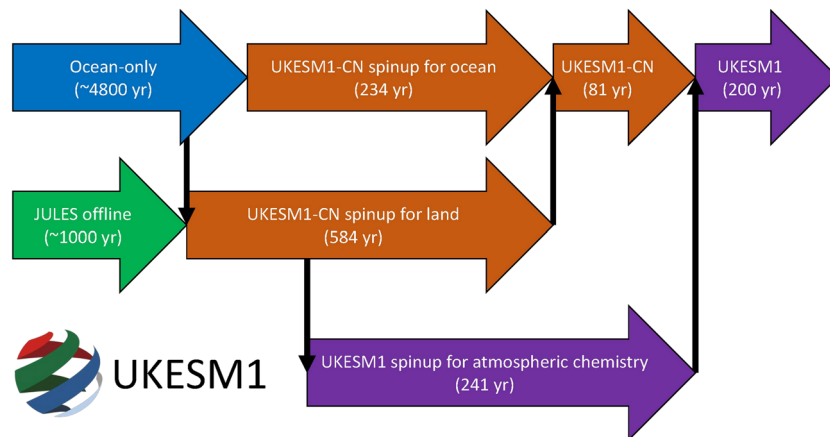 Ocean-only
(~4800 yr)
UKESM1-CN spinup for ocean
(234 yr)
UKESM1-CN
(81 yr)
UKESM1
(200 yr)
JULES offline
(~1000 yr)
UKESM1-CN spinup for land
(584 yr)
UKESM1 spinup for atmospheric chemistry
(241 yr)
UKESM1